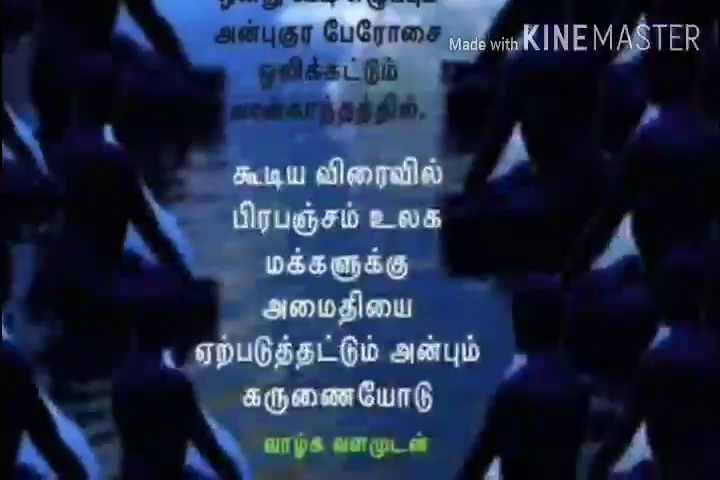 அன்புகுர பேரோசை
Made with KINEMASTER
ஒலிக்கட்டும்
வான்காந்தத்தில்.
கூடிய விரைவில்
பிரபஞ்சம் உலக
மக்களுக்கு
அமைதியை
ஏற்படுத்தட்டும் அன்பும்
கருணையோடு
வாழ்க வளமுடன்